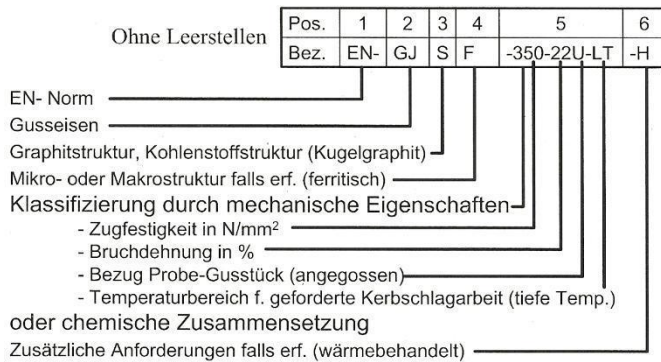 Pos. 1 2 3 4 5 6
Ohne Leerstellen
Bez. EN- GJ S F -350-22U-LT -H
EN- Norm
Gusseisen
Graphitstruktur, Kohlenstoffstruktur (Kugelgraphit)
Mikro- oder Makrostruktur falls erf. (ferritisch)
Klassifizierung durch mechanische Eigenschaften
- Zugfestigkeit in N/mm²
- Bruchdehnung in %
- Bezug Probe-Gusstück (angegossen)
- Temperaturbereich f. geforderte Kerbschlagarbeit (tiefe Temp.)
oder chemische Zusammensetzung
Zusätzliche Anforderungen falls erf. (wärmebehandelt)